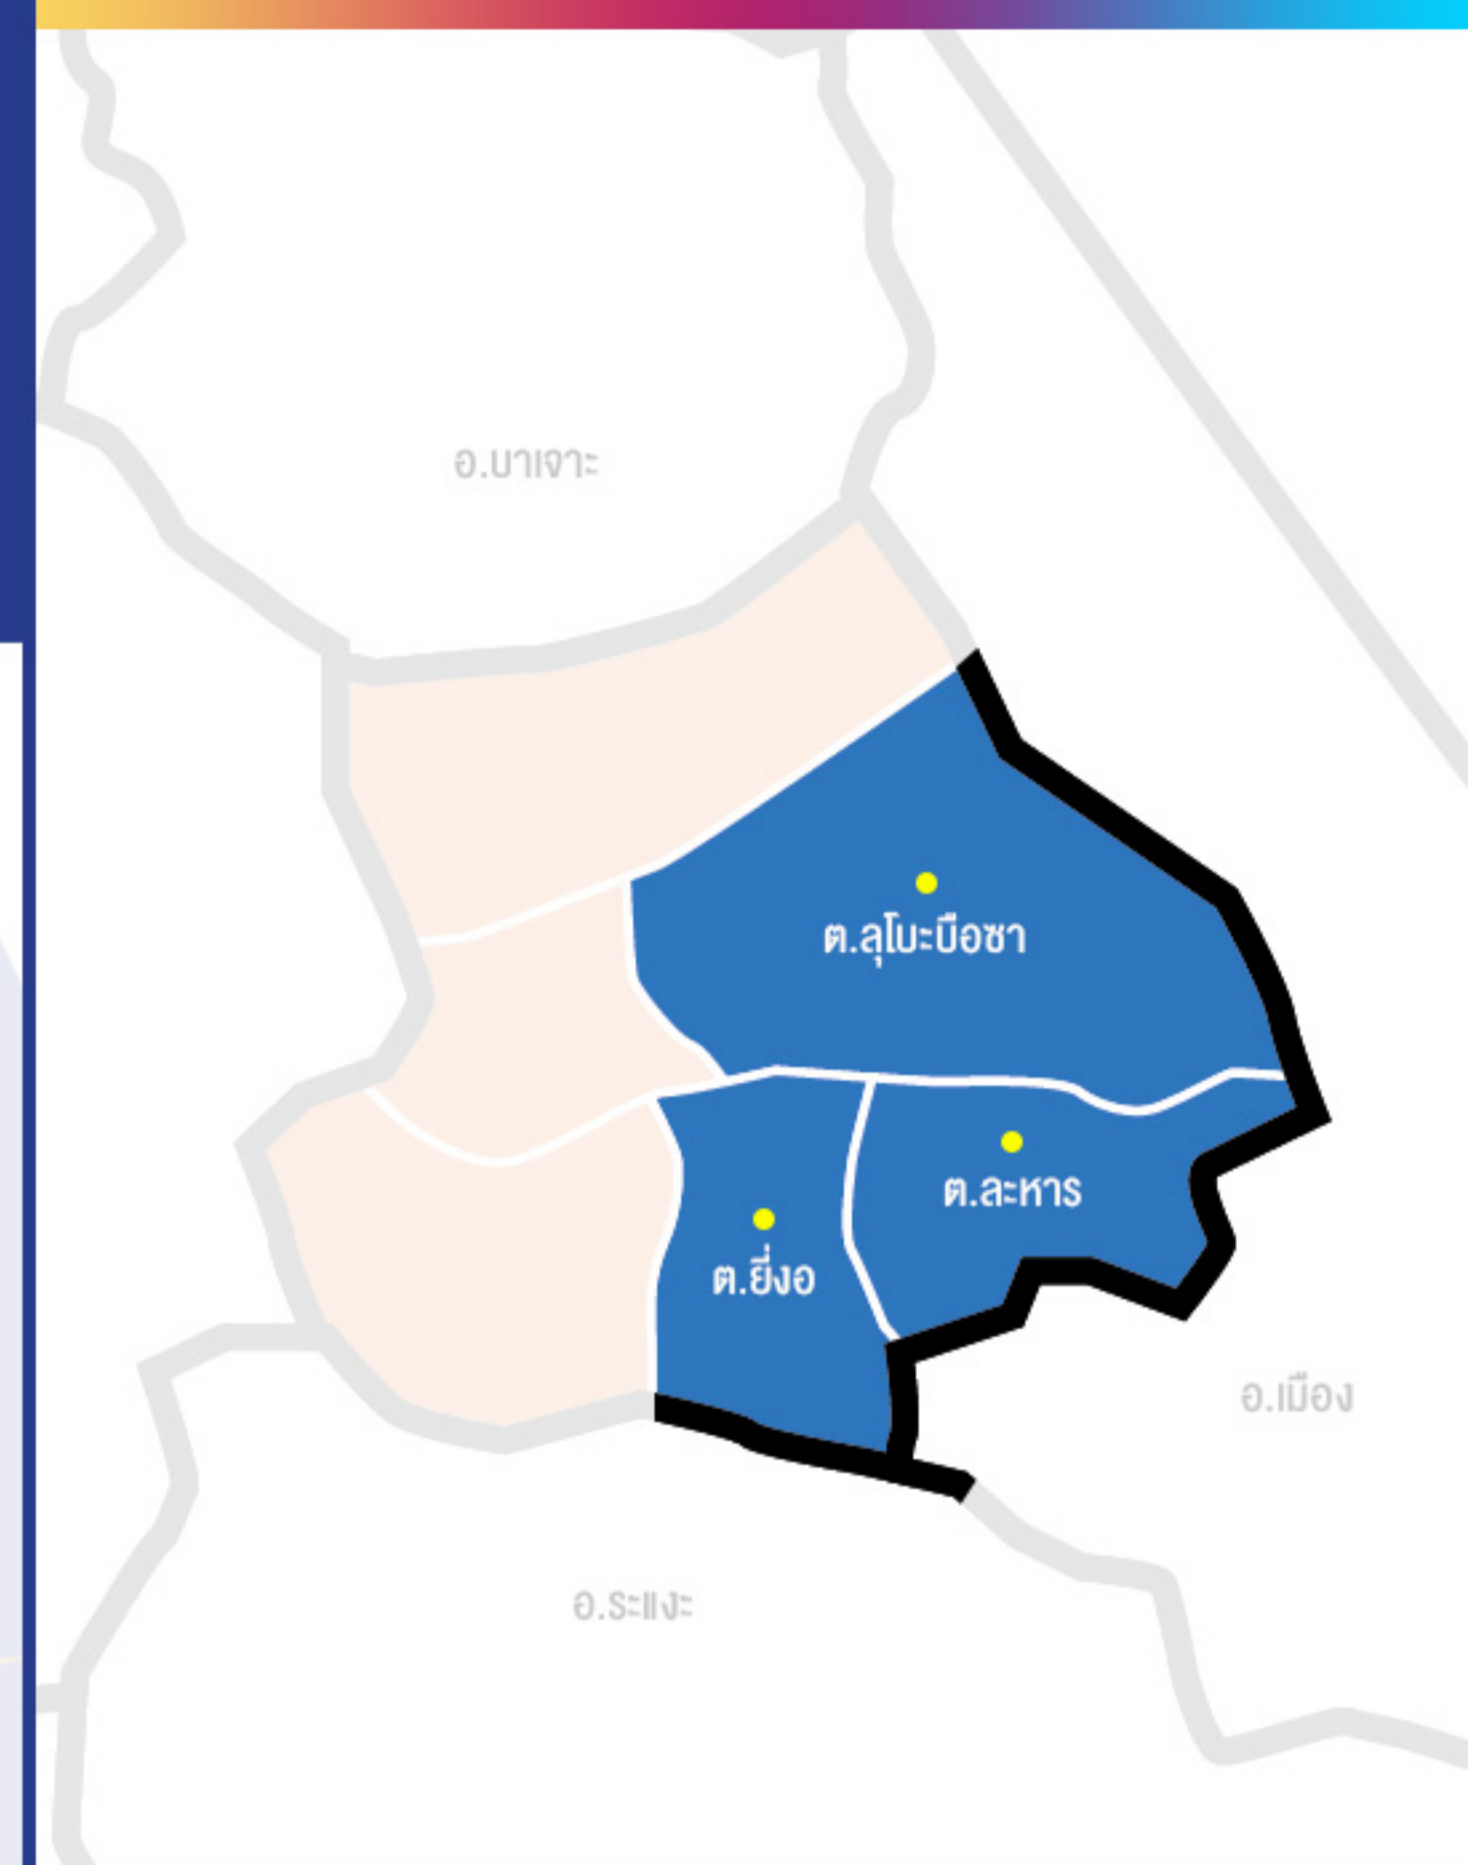 อ.บาเจาะ
ต.ลุโบะบือซา
ต.ละหาร
ต.ยี่งอ
อ.เมือง
อ.ระแงะ